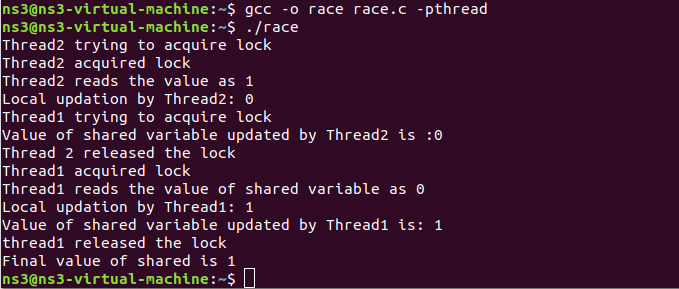 ns3@ns3-virtual-machine:~$ gcc -o race race.c -pthread
ns3@ns3-virtual-machine:~$ ./race
Thread2 trying to acquire lock
Thread2 acquired lock
Thread2 reads the value as 1
Local updation by Thread2: 0
Thread1 trying to acquire lock
Value of shared variable updated by Thread2 is :0
Thread 2 released the lock
Thread1 acquired lock
Thread1 reads the value of shared variable as 0
Local updation by Thread1: 1
Value of shared variable updated by Thread1 is: 1
thread1 released the lock
Final value of shared is 1
ns3@ns3-virtual-machine:~$